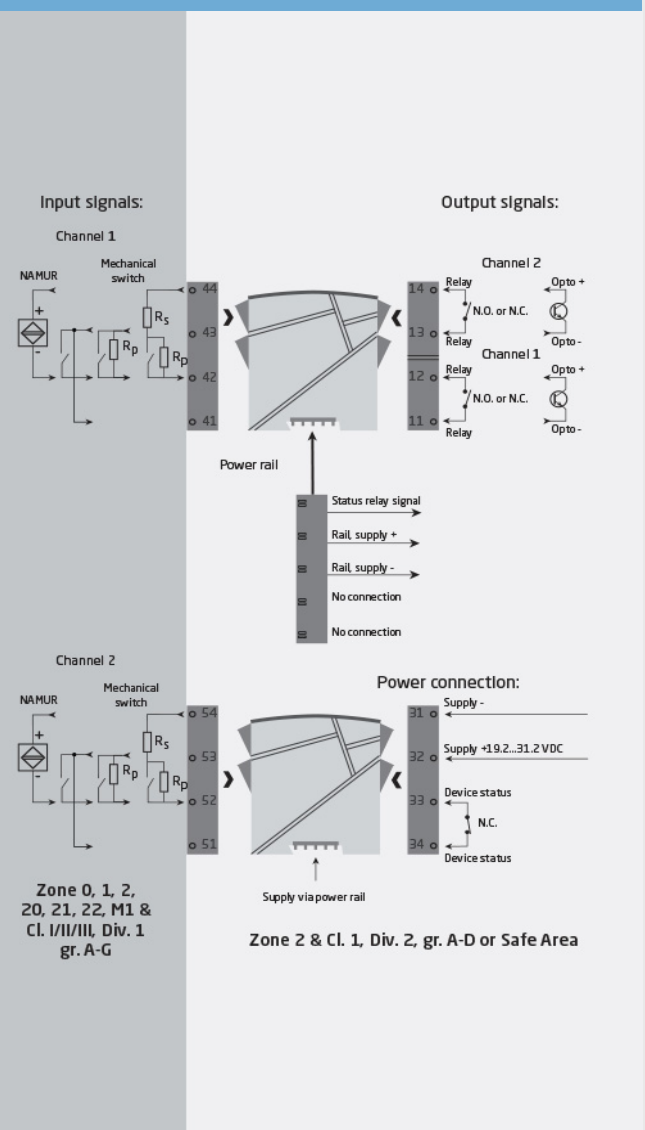 Input signals:
Output signals:
Channel 1
NAMUR
Mechanical
switch
+
-
Rs
Rp
Rp
44
43
42
41
Channel 2
14
13
12
11
Relay
N.O. or N.C.
Relay
Opto +
Opto -
Channel 1
Relay
N.O. or N.C.
Relay
Opto +
Opto -
Power rail
Status relay signal
Rail, supply +
Rail, supply -
No connection
No connection
Channel 2
NAMUR
Mechanical
switch
+
-
Rs
Rp
Rp
54
53
52
51
Power connection:
31
32
33
34
Supply -
Supply +19.2...31.2 VDC
Device status
N.C.
Device status
Supply via power rail
Zone 0, 1, 2,
20, 21, 22, M1 &
Cl. I/II/III, Div. 1
gr. A-G
Zone 2 & Cl. 1, Div. 2, gr. A-D or Safe Area